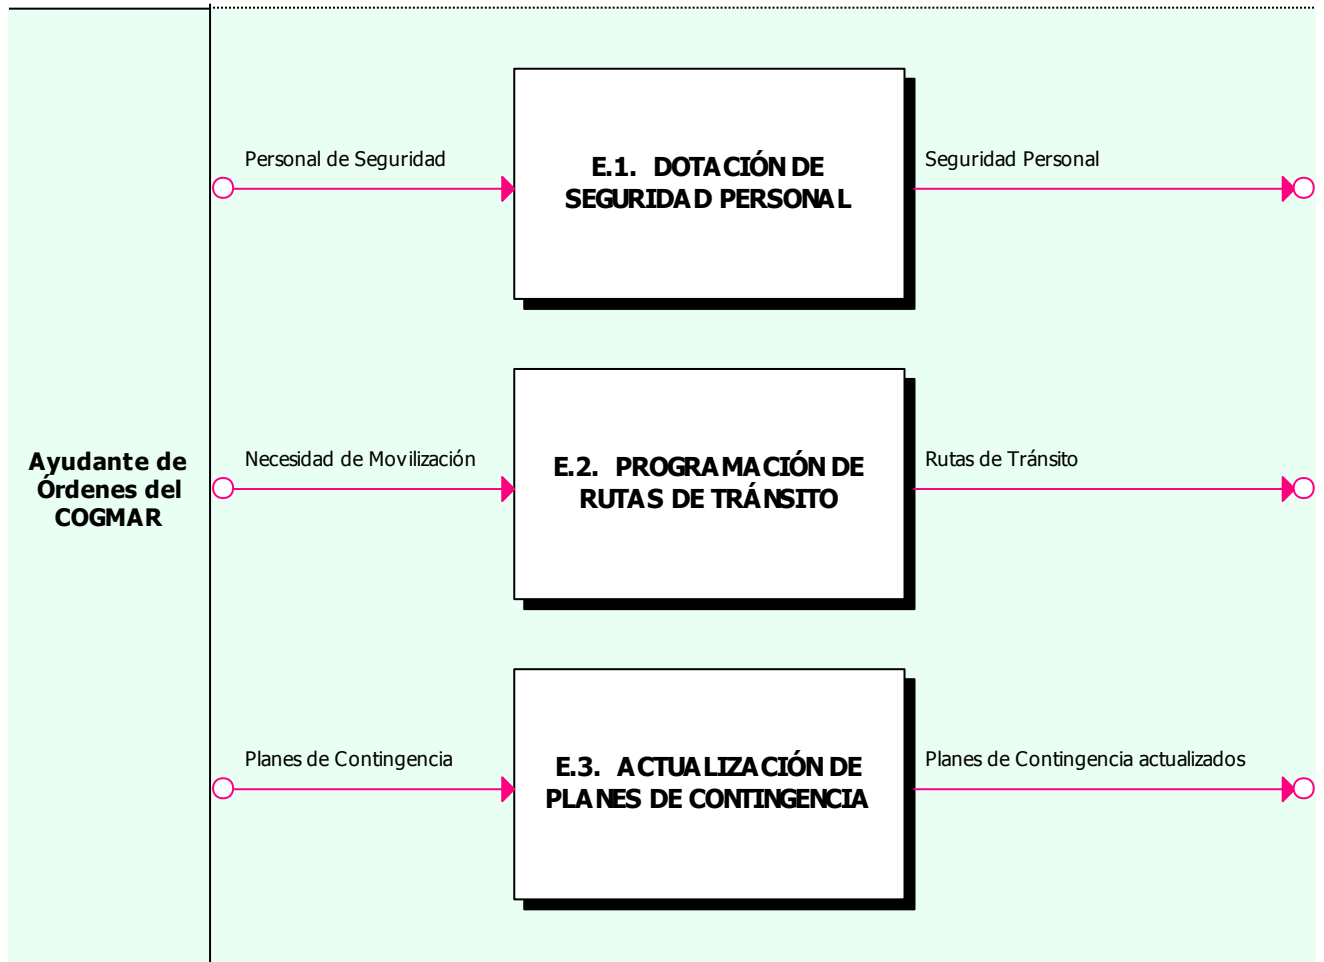 Ayudante de
Órdenes del
COGMAR
Personal de Seguridad
E.1. DOTACIÓN DE
SEGURIDAD PERSONAL
Seguridad Personal
Necesidad de Movilización
E.2. PROGRAMACIÓN DE
RUTAS DE TRÁNSITO
Rutas de Tránsito
Planes de Contingencia
E.3. ACTUALIZACIÓN DE
PLANES DE CONTINGENCIA
Planes de Contingencia actualizados